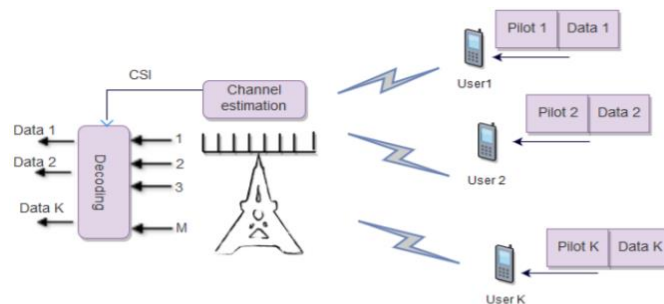 Pilot 1 Data 1
CSI
Channel
estimation
User1
Data 1
1
Pilot 2 Data 2
Data 2
Decoding
2
3
User 2
Data K
M
Pilot K Data K
User K